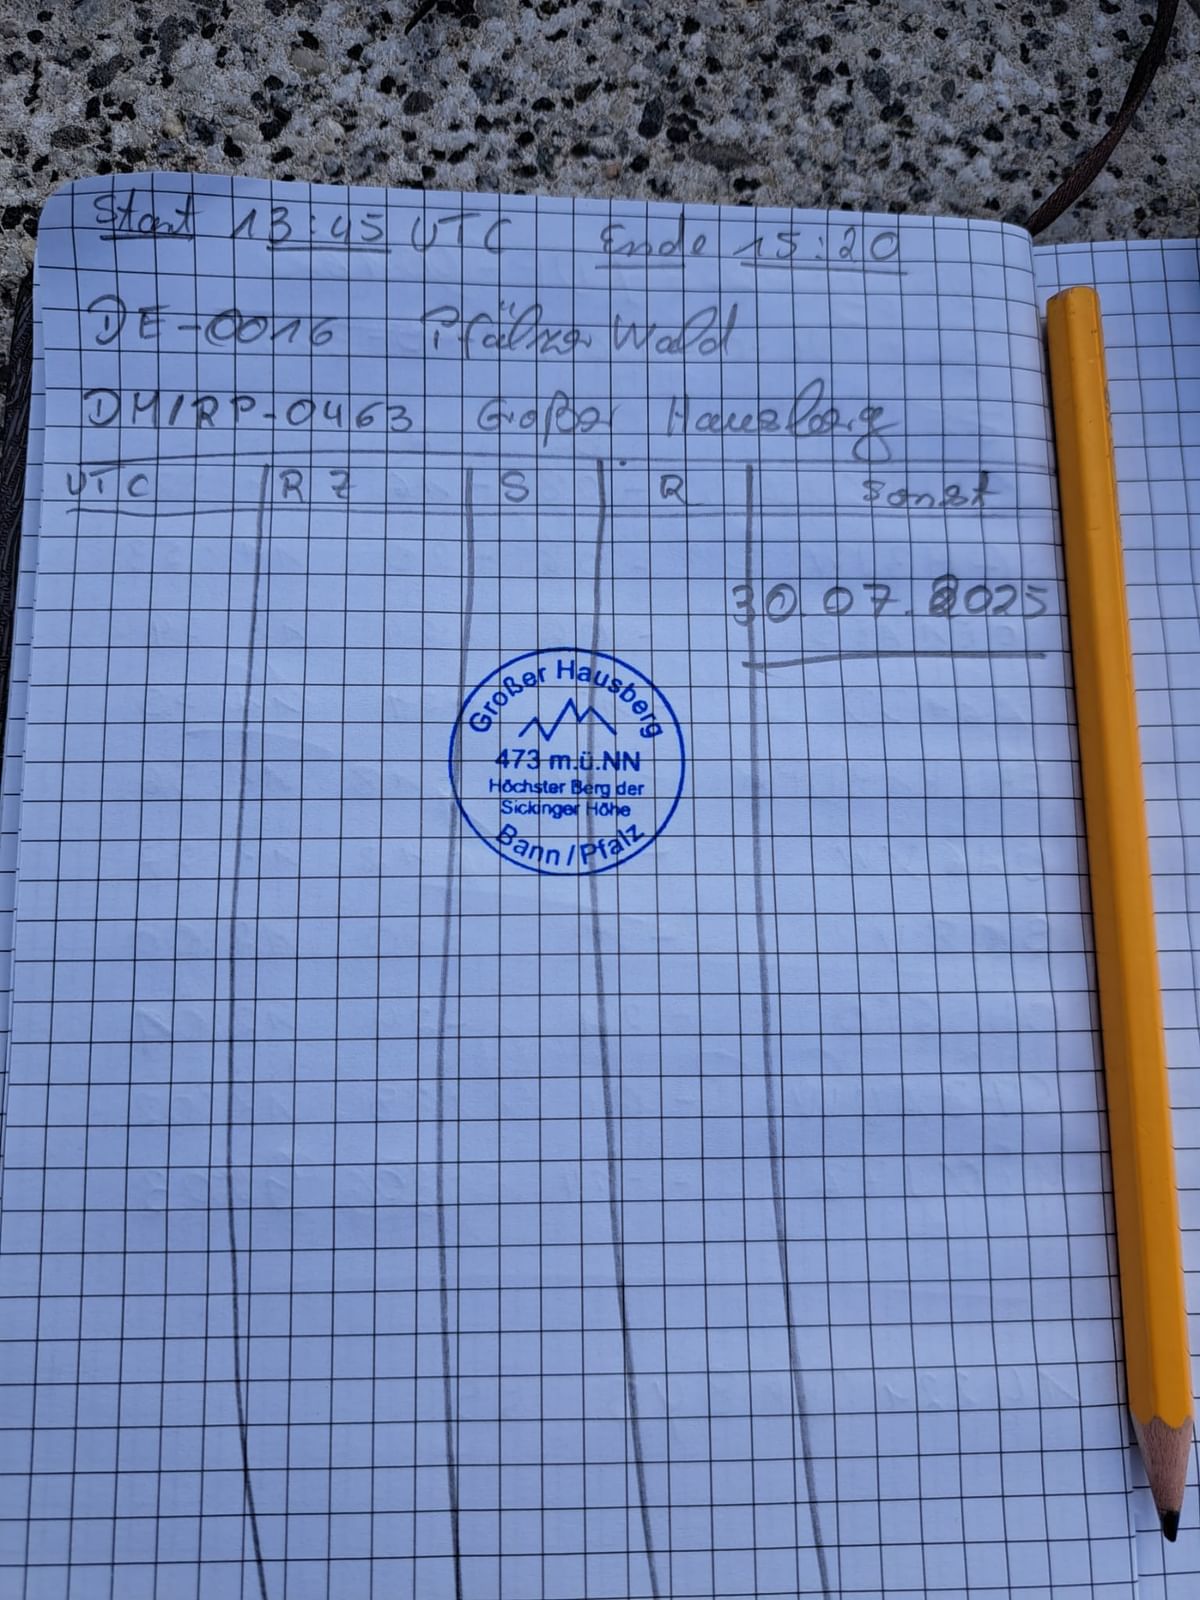 Start 13:45 UTC Ende 15:20
DE-0016 Pfälzer Wald
DM/RP-0463 Großer Hausberg
UTC RZ S R Sonst
30.07.2025
Großer Hausberg
473 m.ü.NN
Höchster Berg der
Sickinger Höhe
Bann / Pfalz